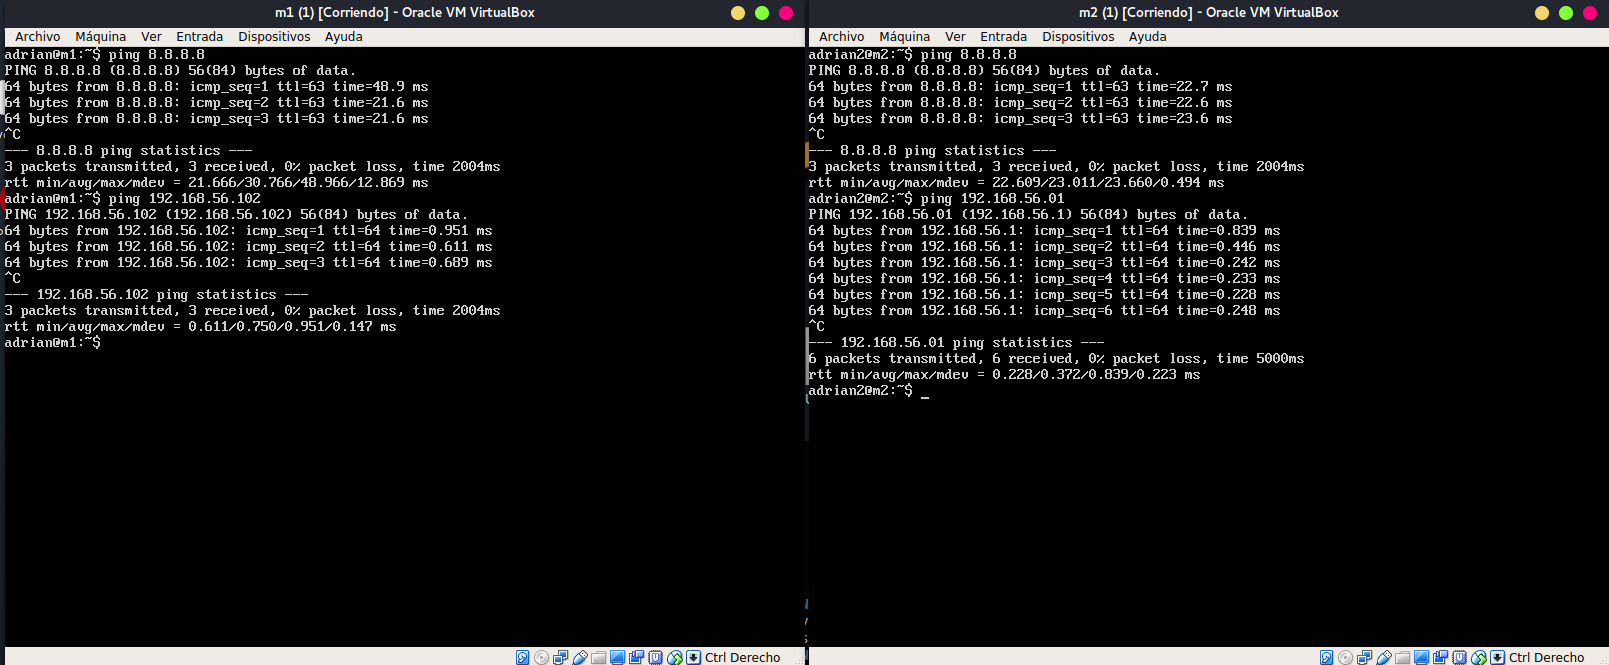 m1 (1) [Corriendo] - Oracle VM VirtualBox
Archivo Máquina Ver Entrada Dispositivos Ayuda
adrian@m1:~$ ping 8.8.8.8
PING 8.8.8.8 (8.8.8.8) 56(84) bytes of data.
64 bytes from 8.8.8.8: icmp_seq=1 ttl=63 time=48.9 ms
64 bytes from 8.8.8.8: icmp_seq=2 ttl=63 time=21.6 ms
64 bytes from 8.8.8.8: icmp_seq=3 ttl=63 time=21.6 ms
^C
--- 8.8.8.8 ping statistics ---
3 packets transmitted, 3 received, 0% packet loss, time 2004ms
rtt min/avg/max/mdev = 21.666/30.766/48.966/12.869 ms
adrian@m1:~$ ping 192.168.56.102
PING 192.168.56.102 (192.168.56.102) 56(84) bytes of data.
64 bytes from 192.168.56.102: icmp_seq=1 ttl=64 time=0.951 ms
64 bytes from 192.168.56.102: icmp_seq=2 ttl=64 time=0.611 ms
64 bytes from 192.168.56.102: icmp_seq=3 ttl=64 time=0.689 ms
^C
--- 192.168.56.102 ping statistics ---
3 packets transmitted, 3 received, 0% packet loss, time 2004ms
rtt min/avg/max/mdev = 0.611/0.750/0.951/0.147 ms
adrian@m1:~$
Ctrl Derecho
m2 (1) [Corriendo] - Oracle VM VirtualBox
Archivo Máquina Ver Entrada Dispositivos Ayuda
adrian2@m2:~$ ping 8.8.8.8
PING 8.8.8.8 (8.8.8.8) 56(84) bytes of data.
64 bytes from 8.8.8.8: icmp_seq=1 ttl=63 time=22.7 ms
64 bytes from 8.8.8.8: icmp_seq=2 ttl=63 time=22.6 ms
64 bytes from 8.8.8.8: icmp_seq=3 ttl=63 time=23.6 ms
^C
--- 8.8.8.8 ping statistics ---
3 packets transmitted, 3 received, 0% packet loss, time 2004ms
rtt min/avg/max/mdev = 22.609/23.011/23.660/0.494 ms
adrian2@m2:~$ ping 192.168.56.01
PING 192.168.56.01 (192.168.56.1) 56(84) bytes of data.
64 bytes from 192.168.56.1: icmp_seq=1 ttl=64 time=0.839 ms
64 bytes from 192.168.56.1: icmp_seq=2 ttl=64 time=0.446 ms
64 bytes from 192.168.56.1: icmp_seq=3 ttl=64 time=0.242 ms
64 bytes from 192.168.56.1: icmp_seq=4 ttl=64 time=0.233 ms
64 bytes from 192.168.56.1: icmp_seq=5 ttl=64 time=0.228 ms
64 bytes from 192.168.56.1: icmp_seq=6 ttl=64 time=0.248 ms
^C
--- 192.168.56.01 ping statistics ---
6 packets transmitted, 6 received, 0% packet loss, time 5000ms
rtt min/avg/max/mdev = 0.228/0.372/0.839/0.223 ms
adrian2@m2:~$ _
Ctrl Derecho